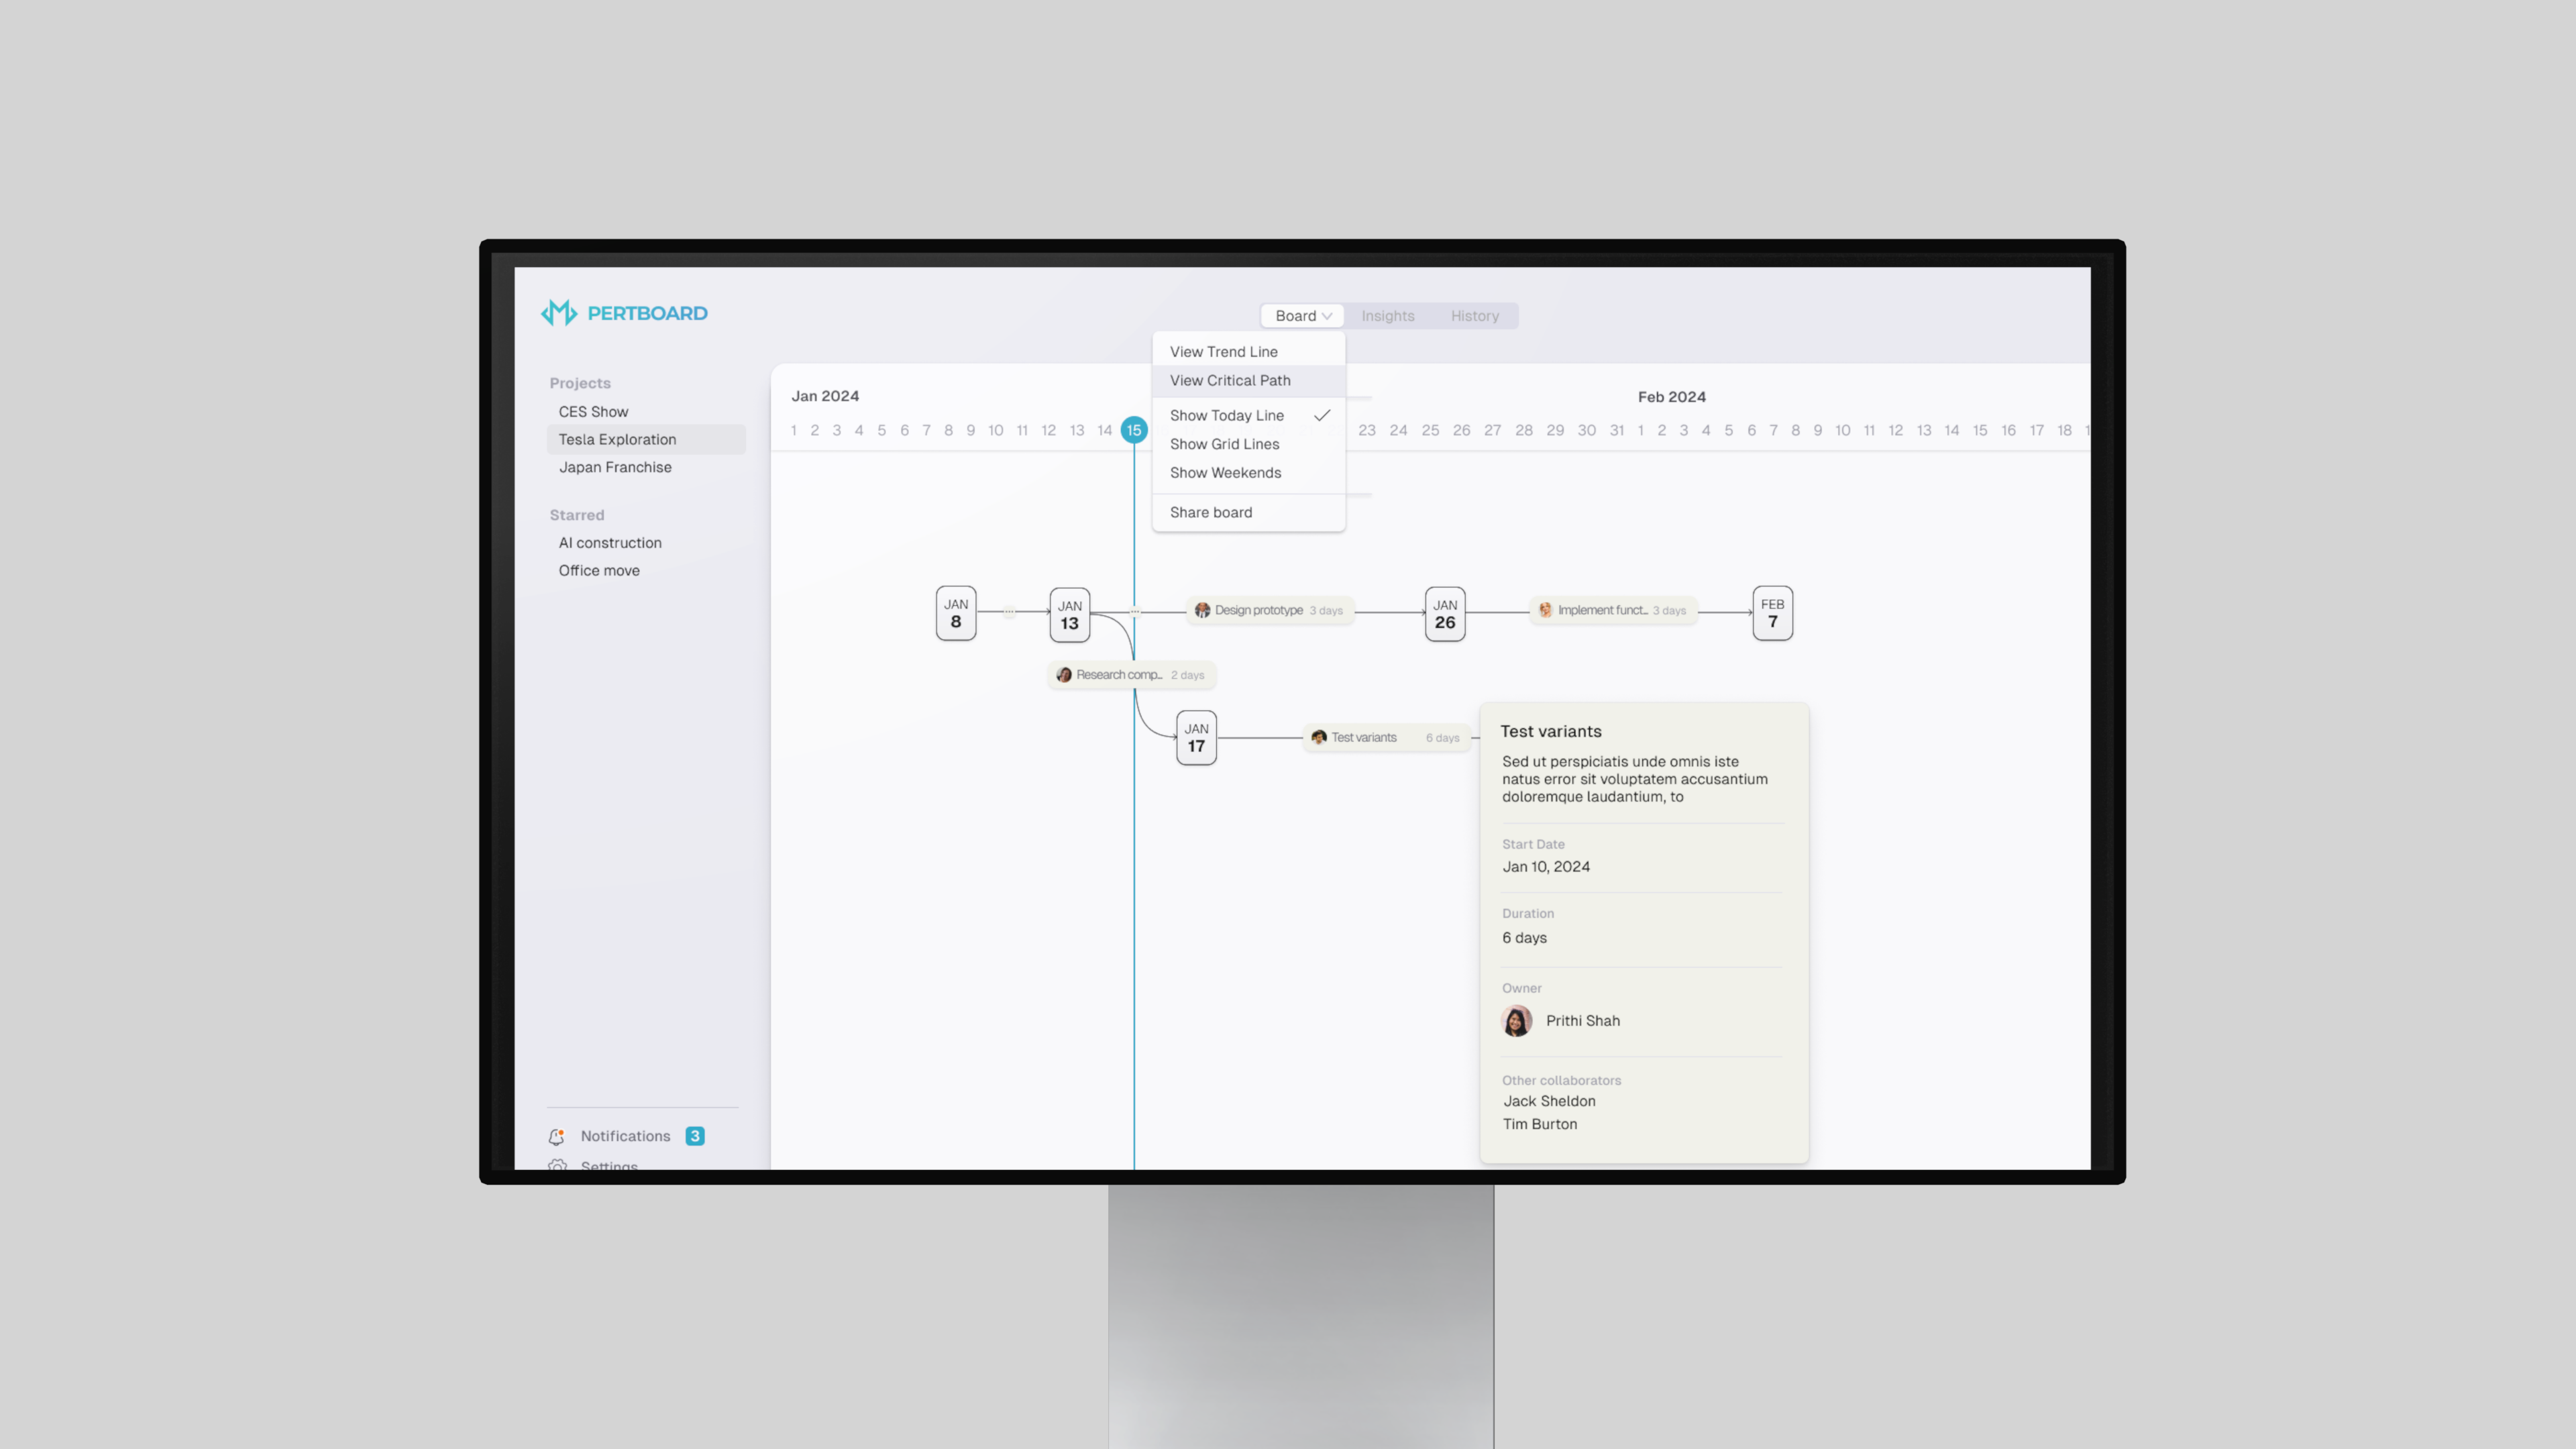 PERTBOARD
Board
Insights
History
View Trend Line
View Critical Path
Show Today Line
Show Grid Lines
Show Weekends
Share board
Projects
CES Show
Tesla Exploration
Japan Franchise
Starred
AI construction
Office move
Notifications 3
Settings
Jan 2024
Feb 2024
1 2 3 4 5 6 7 8 9 10 11 12 13 14 15 23 24 25 26 27 28 29 30 31 1 2 3 4 5 6 7 8 9 10 11 12 13 14 15 16 17 18
JAN
8
JAN
13
Design prototype 3 days
JAN
26
Implement funct... 3 days
FEB
7
Research comp... 2 days
JAN
17
Test variants 6 days
Test variants
Sed ut perspiciatis unde omnis iste
natus error sit voluptatem accusantium
doloremque laudantium, to
Start Date
Jan 10, 2024
Duration
6 days
Owner
Prithi Shah
Other collaborators
Jack Sheldon
Tim Burton